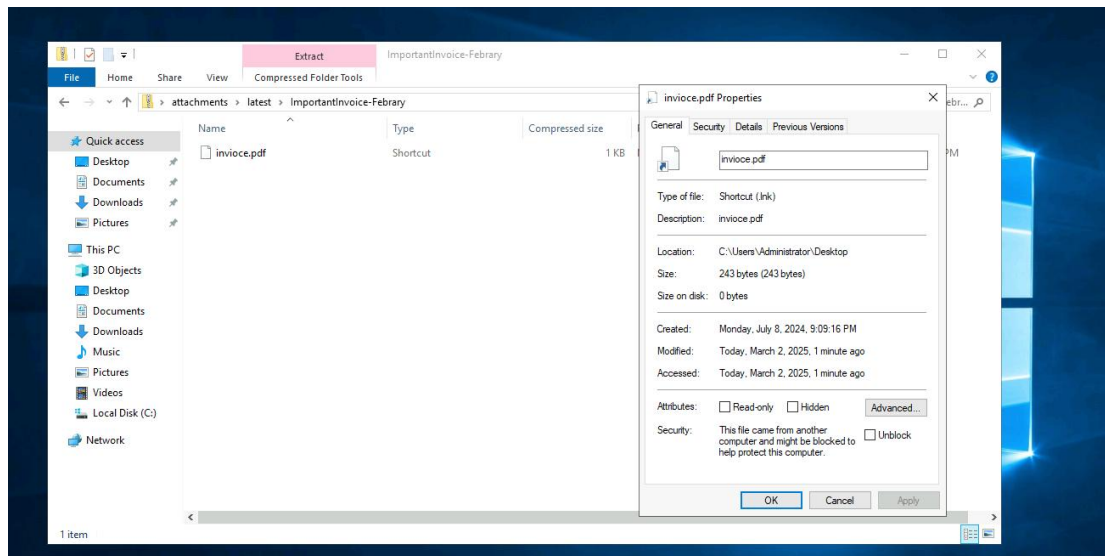 Extract
ImportantInvoice-Febrary
File Home Share View Compressed Folder Tools
attachments > latest > ImportantInvoice-Febrary
ebr...
Name Type Compressed size
invioce.pdf Shortcut 1 KB
PM
Quick access
Desktop
Documents
Downloads
Pictures
This PC
3D Objects
Desktop
Documents
Downloads
Music
Pictures
Videos
Local Disk (C:)
Network
1 item
invioce.pdf Properties
General Security Details Previous Versions
invioce.pdf
Type of file: Shortcut (.lnk)
Description: invioce.pdf
Location: C:\Users\Administrator\Desktop
Size: 243 bytes (243 bytes)
Size on disk: 0 bytes
Created: Monday, July 8, 2024, 9:09:16 PM
Modified: Today, March 2, 2025, 1 minute ago
Accessed: Today, March 2, 2025, 1 minute ago
Attributes: Read-only Hidden Advanced...
Security: This file came from another
computer and might be blocked to
help protect this computer.
Unblock
OK Cancel Apply